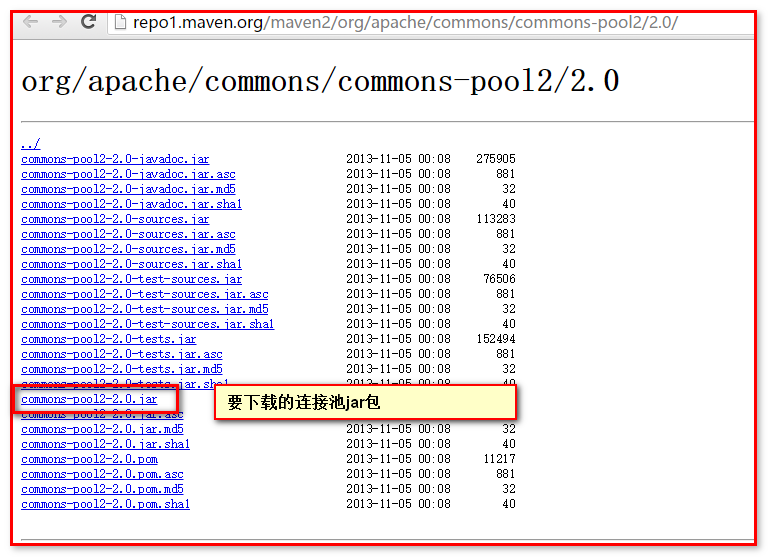 repo1.maven.org/maven2/org/apache/commons/commons-pool2/2.0/
org/apache/commons/commons-pool2/2.0
../
commons-pool2-2.0-javadoc.jar 2013-11-05 00:08 275905
commons-pool2-2.0-javadoc.jar.asc 2013-11-05 00:08 881
commons-pool2-2.0-javadoc.jar.md5 2013-11-05 00:08 32
commons-pool2-2.0-javadoc.jar.sha1 2013-11-05 00:08 40
commons-pool2-2.0-sources.jar 2013-11-05 00:08 113283
commons-pool2-2.0-sources.jar.asc 2013-11-05 00:08 881
commons-pool2-2.0-sources.jar.md5 2013-11-05 00:08 32
commons-pool2-2.0-sources.jar.sha1 2013-11-05 00:08 40
commons-pool2-2.0-test-sources.jar 2013-11-05 00:08 76506
commons-pool2-2.0-test-sources.jar.asc 2013-11-05 00:08 881
commons-pool2-2.0-test-sources.jar.md5 2013-11-05 00:08 32
commons-pool2-2.0-test-sources.jar.sha1 2013-11-05 00:08 40
commons-pool2-2.0-tests.jar 2013-11-05 00:08 152494
commons-pool2-2.0-tests.jar.asc 2013-11-05 00:08 881
commons-pool2-2.0-tests.jar.md5 2013-11-05 00:08 32
commons-pool2-2.0-tests.jar.sha1 2013-11-05 00:08 40
commons-pool2-2.0.jar
要下载的连接池jar包
commons-pool2-2.0.jar.asc
commons-pool2-2.0.jar.md5 2013-11-05 00:08 32
commons-pool2-2.0.jar.sha1 2013-11-05 00:08 40
commons-pool2-2.0.pom 2013-11-05 00:08 11217
commons-pool2-2.0.pom.asc 2013-11-05 00:08 881
commons-pool2-2.0.pom.md5 2013-11-05 00:08 32
commons-pool2-2.0.pom.sha1 2013-11-05 00:08 40